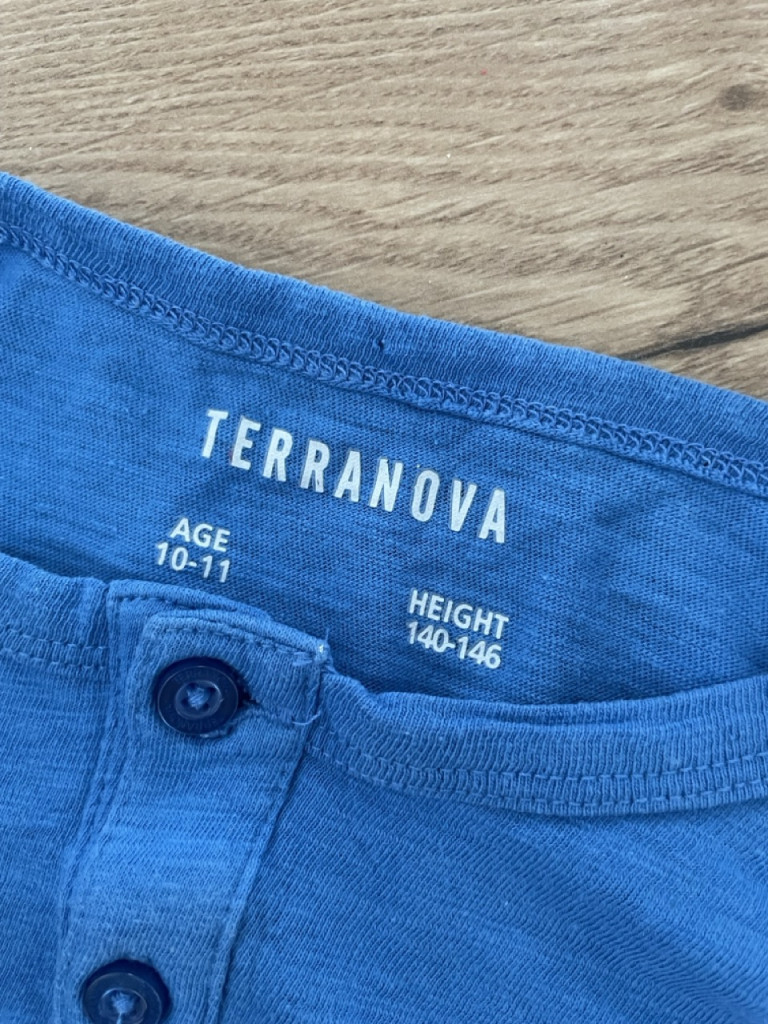 TERRANOVA
AGE
10-11
HEIGHT
140-146